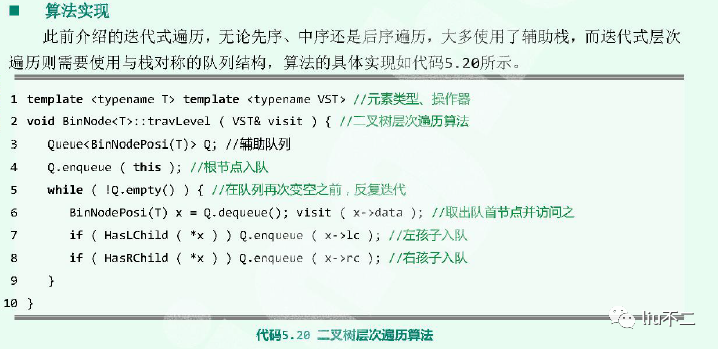 ■ 算法实现
此前介绍的迭代式遍历，无论先序、中序还是后序遍历，大多使用了辅助栈，而迭代式层次
遍历则需要使用与栈对称的队列结构，算法的具体实现如代码5.20所示。
1 template <typename T> template <typename VST> //元素类型、操作器
2 void BinNode<T>::travLevel ( VST& visit ) { //二叉树层次遍历算法
3 Queue<BinNodePosi(T)> Q; //辅助队列
4 Q.enqueue ( this ); //根节点入队
5 while ( !Q.empty() ) { //在队列再次变空之前，反复迭代
6 BinNodePosi(T) x = Q.dequeue(); visit ( x->data ); //取出队首节点并访问之
7 if ( HasLChild ( *x ) ) Q.enqueue ( x->lc ); //左孩子入队
8 if ( HasRChild ( *x ) ) Q.enqueue ( x->rc ); //右孩子入队
9 }
10 }
liu不二
代码5.20 二叉树层次遍历算法